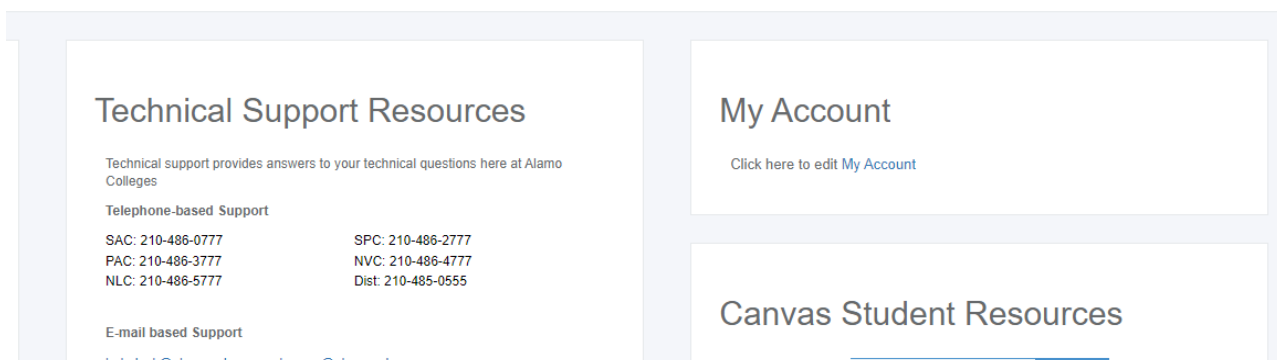 Technical Support Resources
Technical support provides answers to your technical questions here at Alamo
Colleges
Telephone-based Support
SAC: 210-486-0777 SPC: 210-486-2777
PAC: 210-486-3777 NVC: 210-486-4777
NLC: 210-486-5777 Dist: 210-485-0555
E-mail based Support
My Account
Click here to edit My Account
Canvas Student Resources